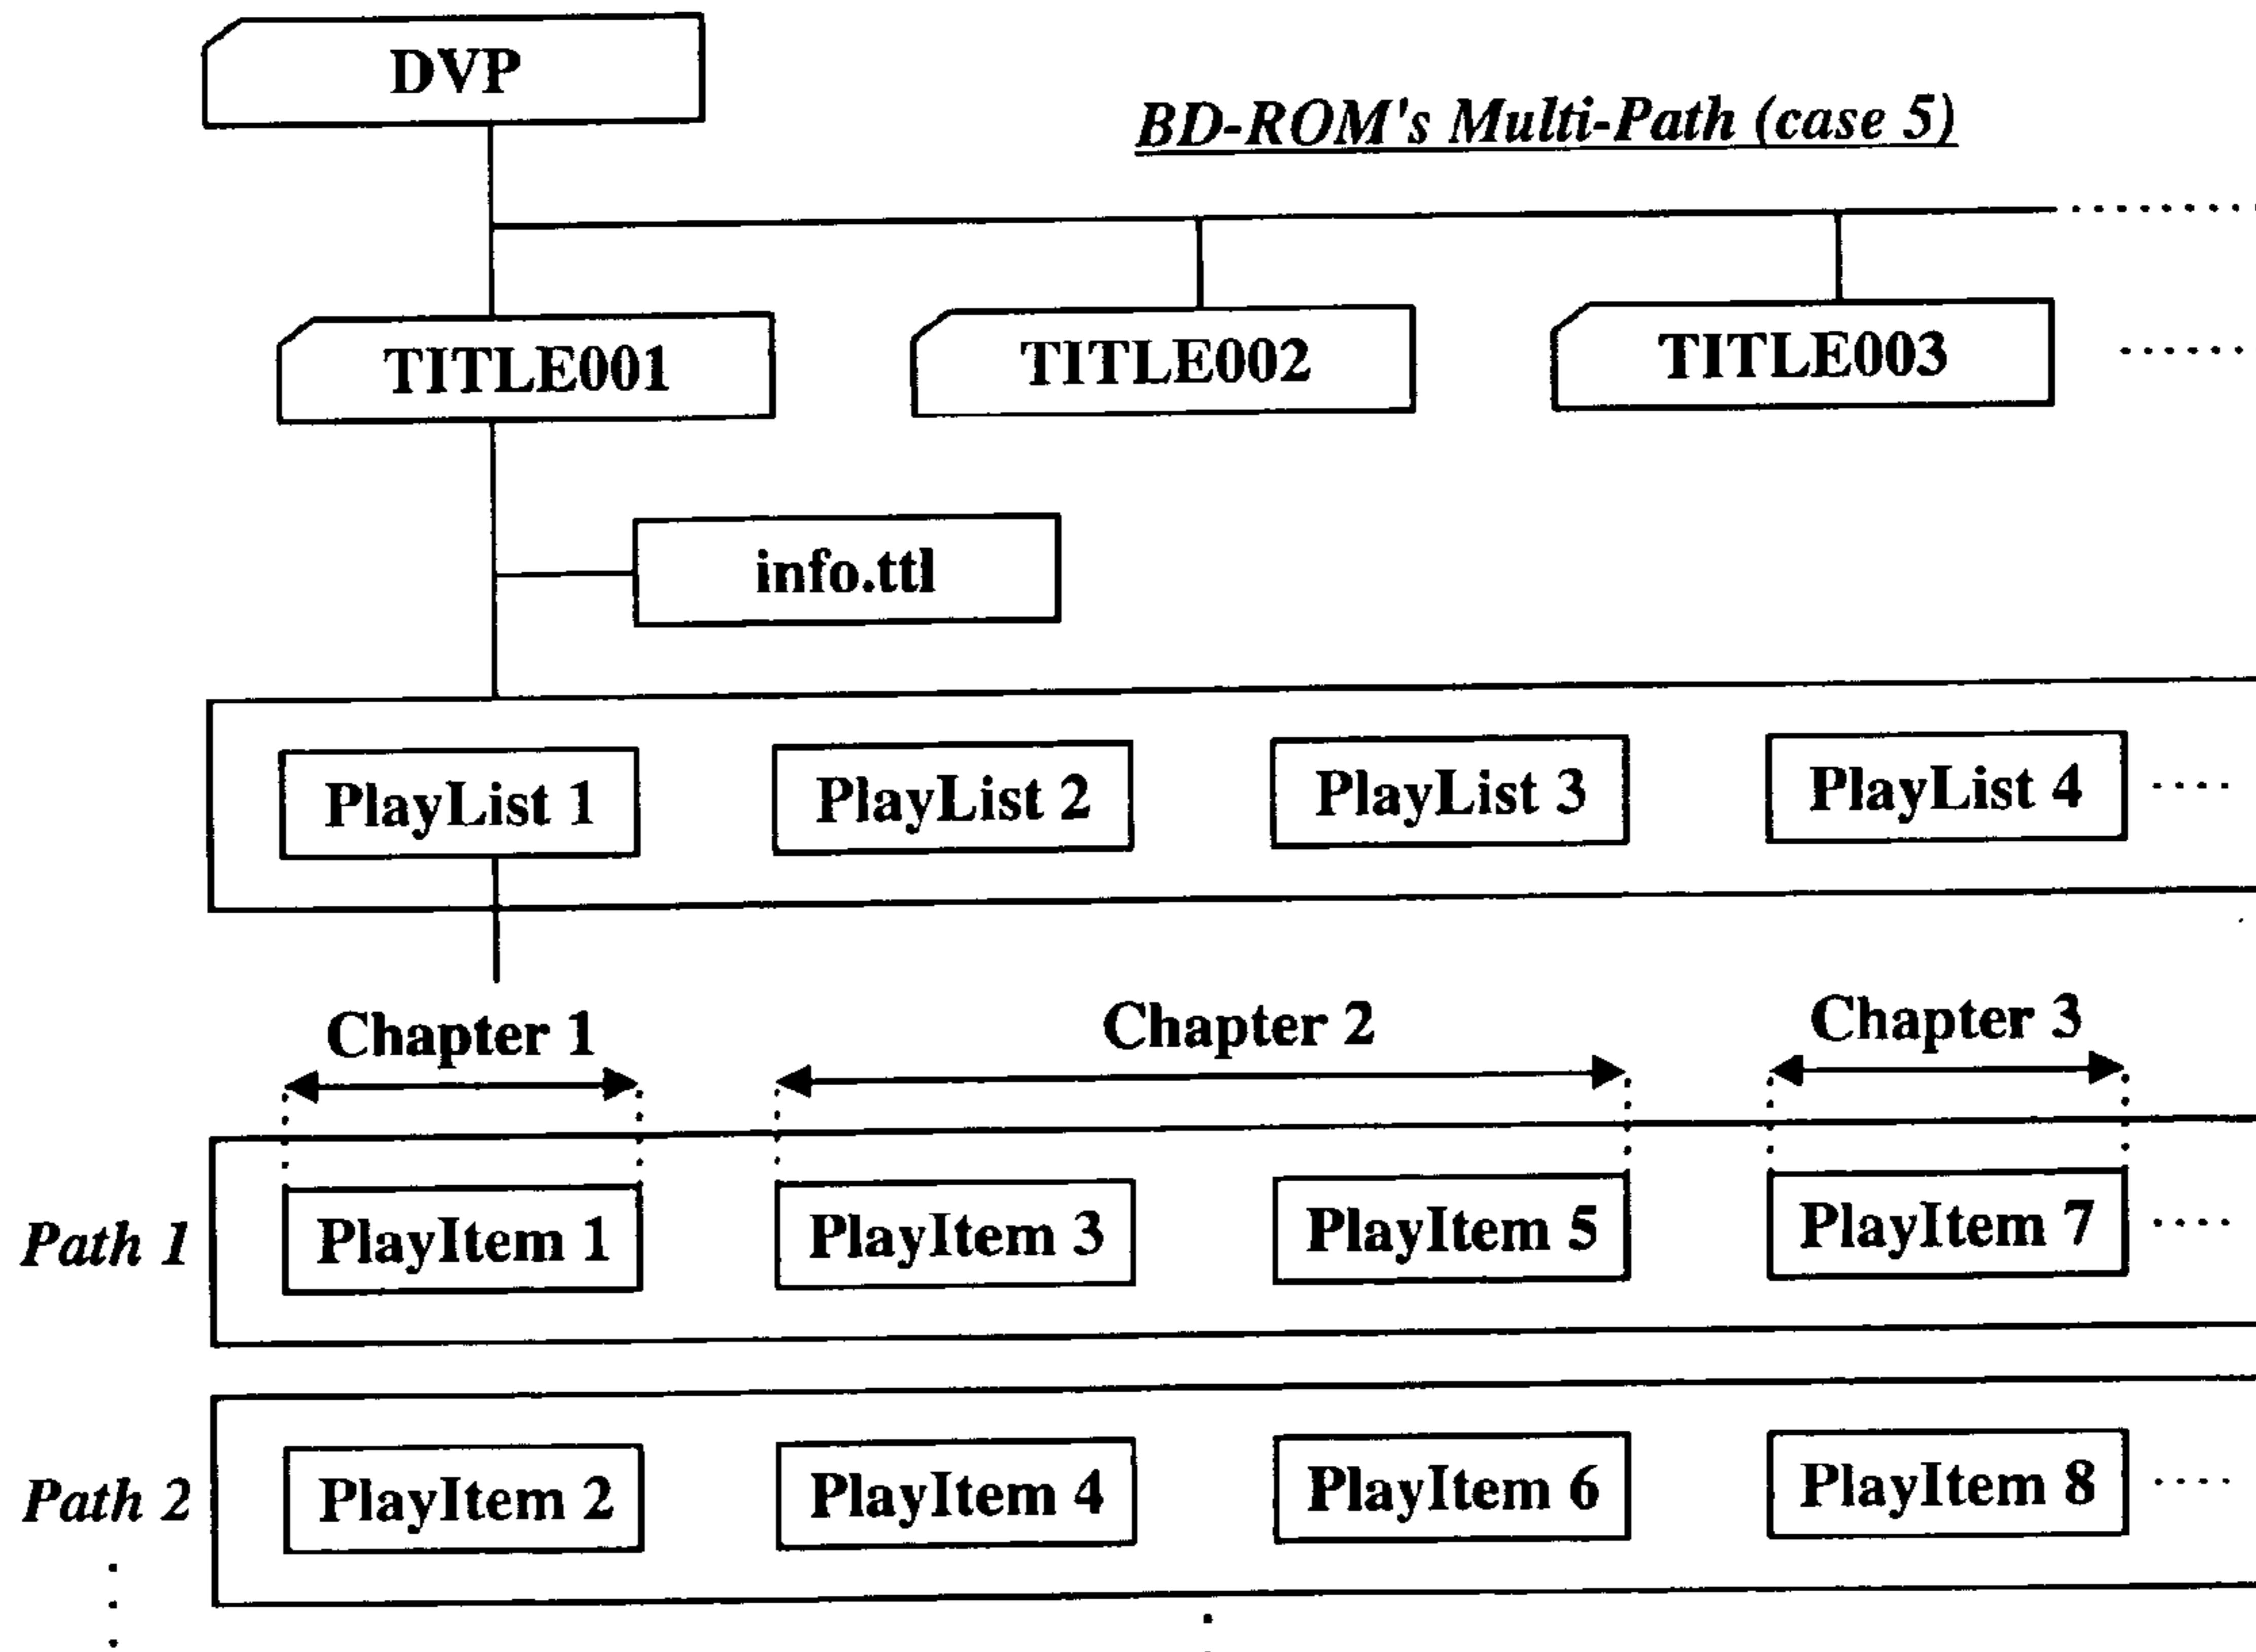 DVP
BD-ROM's Multi-Path (case 5)
TITLE001 TITLE002 TITLE003
info.ttl
PlayList 1 PlayList 2 PlayList 3 PlayList 4
Chapter 1 Chapter 2 Chapter 3
Path 1 PlayItem 1 PlayItem 3 PlayItem 5 PlayItem 7
Path 2 PlayItem 2 PlayItem 4 PlayItem 6 PlayItem 8